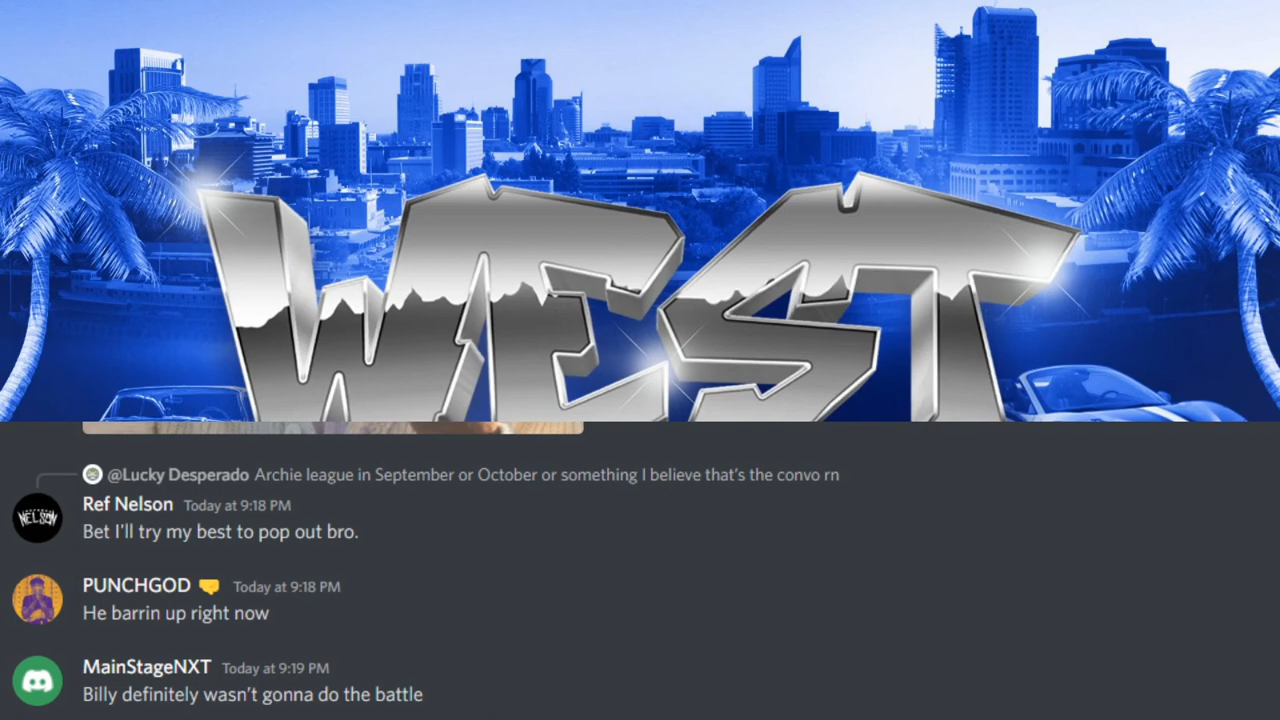 WEST
@Lucky Desperado Archie league in September or October or something I believe that's the convo rn
NELSON
Ref Nelson Today at 9:18 PM
Bet I'll try my best to pop out bro.
PUNCHGOD 🤜 Today at 9:18 PM
He barrin up right now
MainStageNXT Today at 9:19 PM
Billy definitely wasn't gonna do the battle